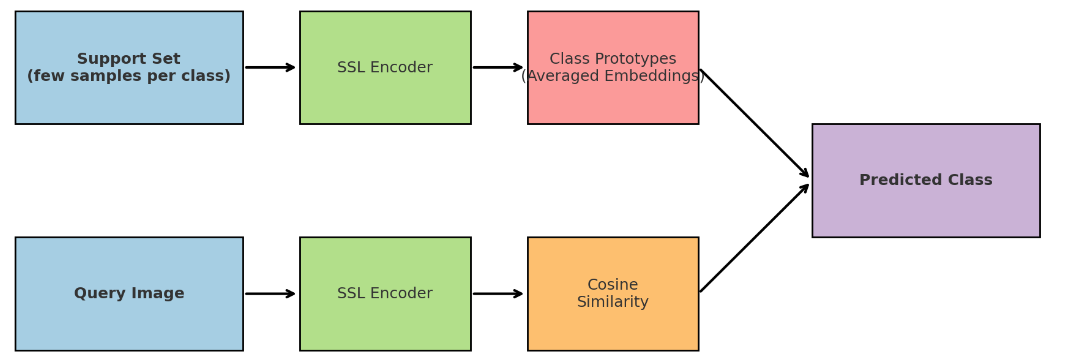 Support Set
(few samples per class)
SSL Encoder
Class Prototypes
(Averaged Embeddings)
Predicted Class
Query Image
SSL Encoder
Cosine
Similarity